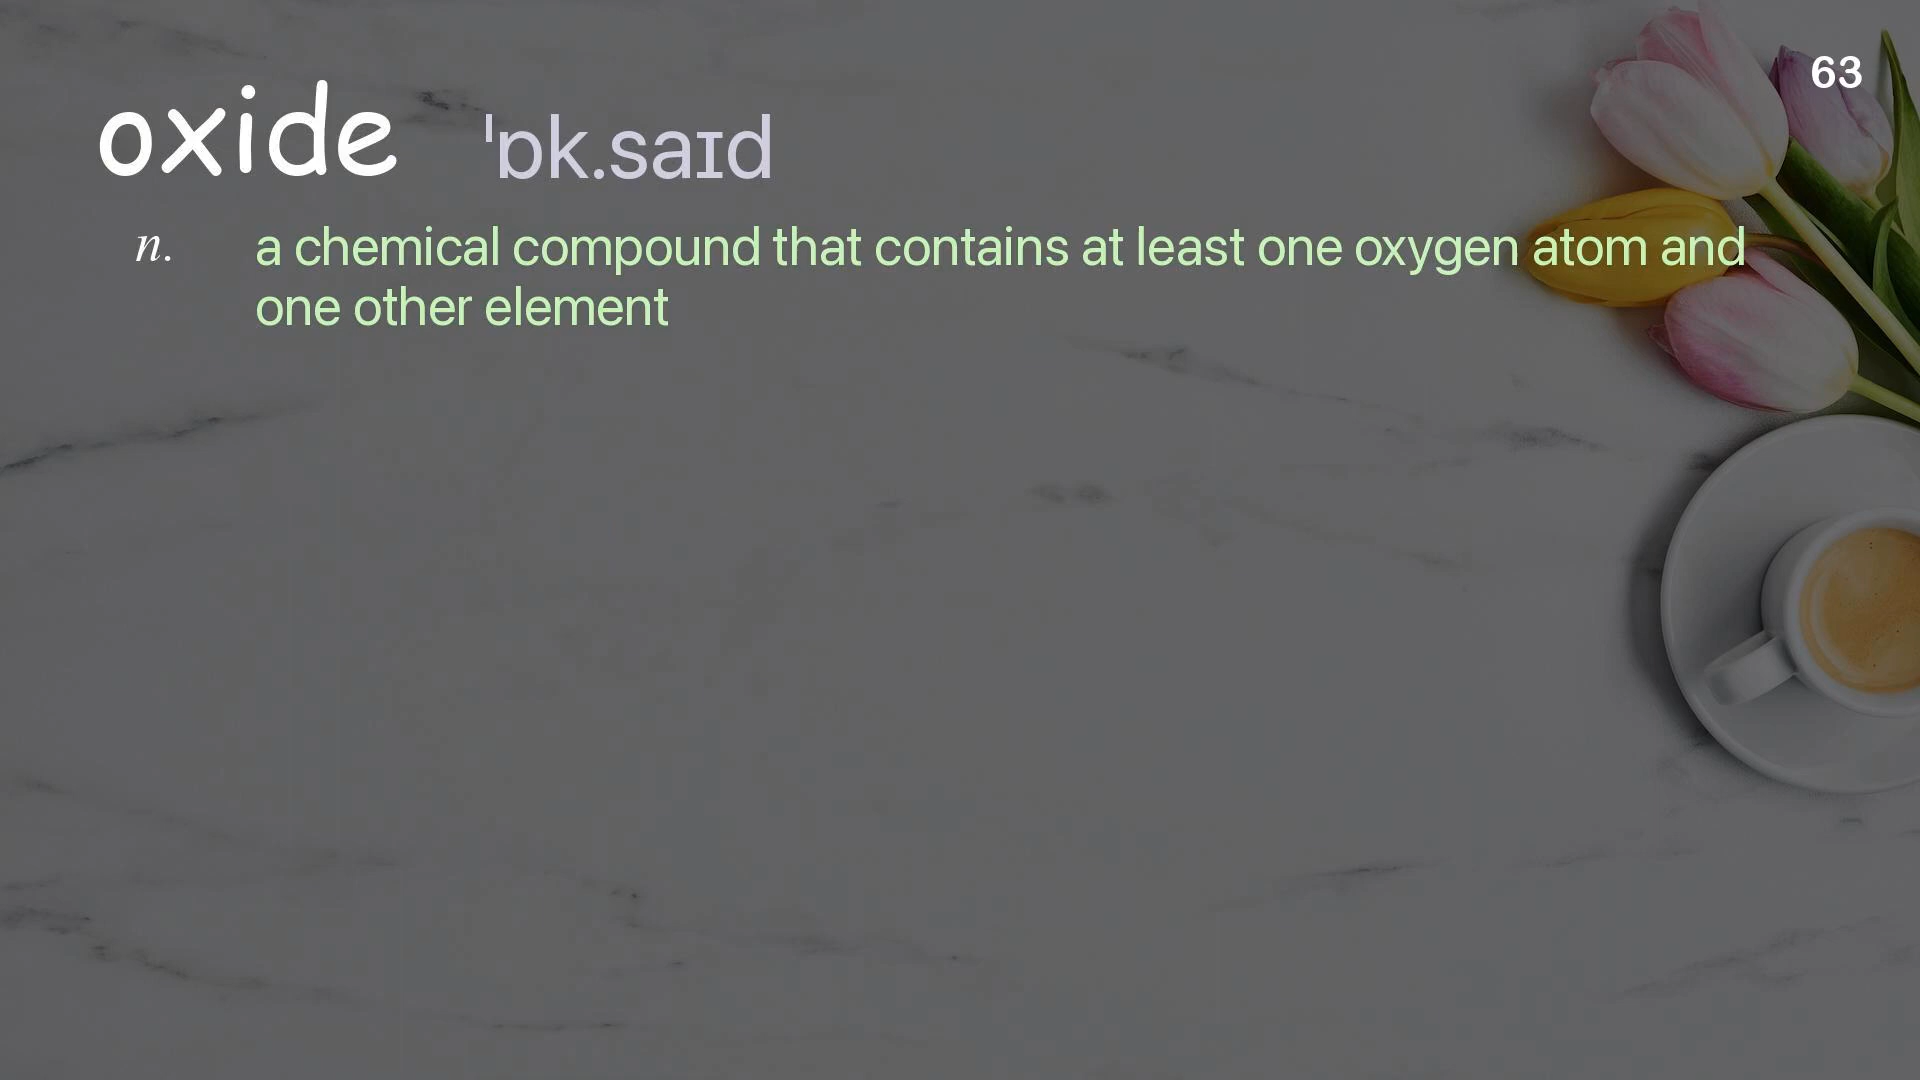 63
oxide ˈɒk.saɪd
n. a chemical compound that contains at least one oxygen atom and
one other element